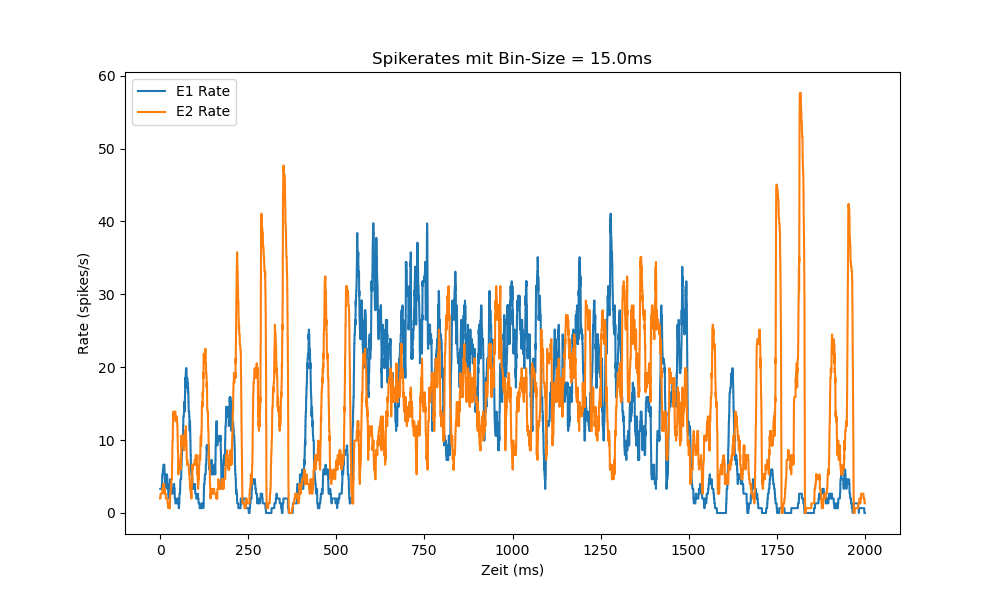 Spikerates mit Bin-Size = 15.0ms
E1 Rate
E2 Rate
60
50
40
30
20
10
0
Rate (spikes/s)
0 250 500 750 1000 1250 1500 1750 2000
Zeit (ms)